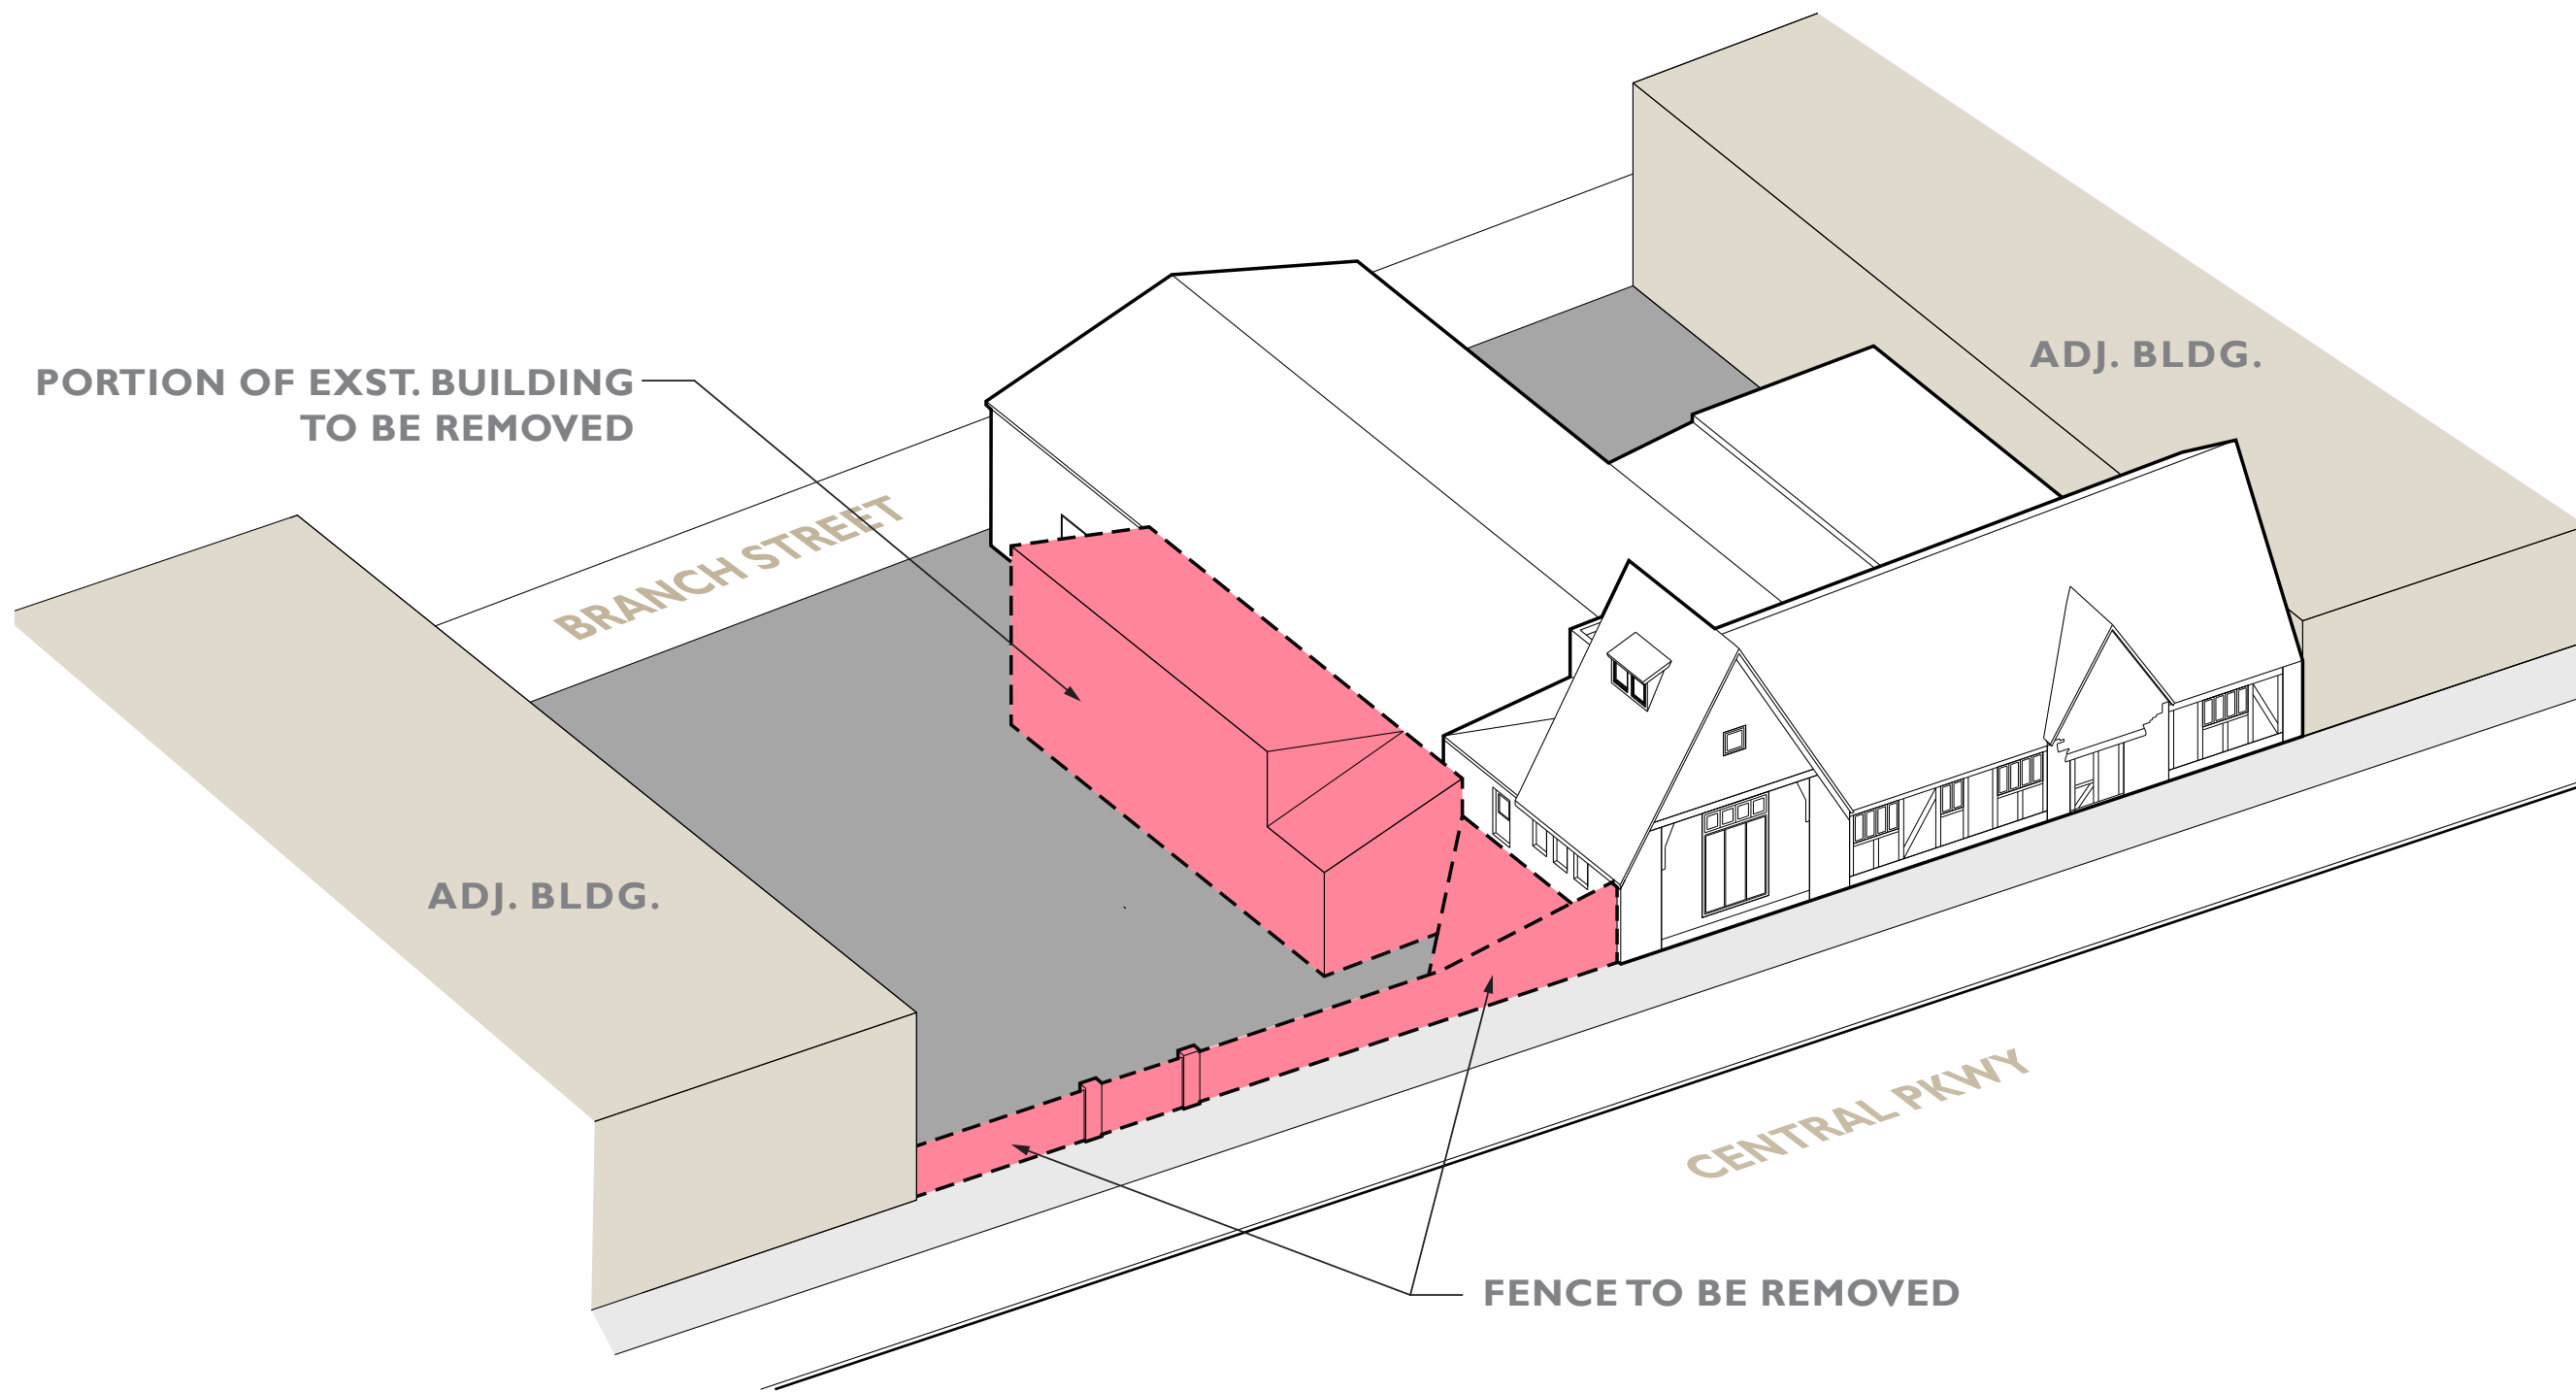 ADJ. BLDG.
PORTION OF EXST. BUILDING
TO BE REMOVED
BRANCH STREET
ADJ. BLDG.
CENTRAL PKWY
FENCE TO BE REMOVED